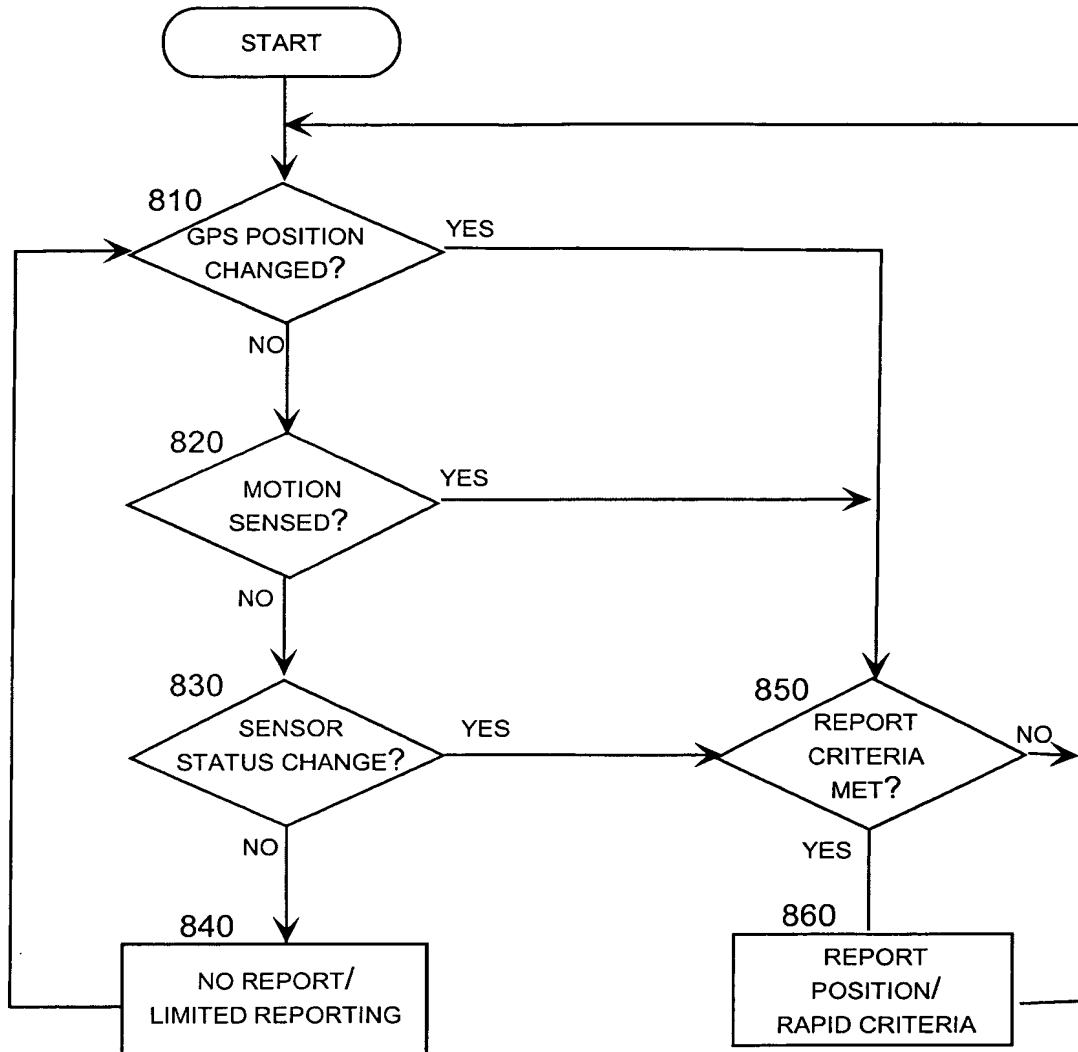 START
810
GPS POSITION
CHANGED?
YES
NO
820
MOTION
SENSED?
YES
NO
830
SENSOR
STATUS CHANGE?
YES
850
REPORT
CRITERIA
MET?
NO
NO
YES
840
NO REPORT/
LIMITED REPORTING
860
REPORT
POSITION/
RAPID CRITERIA